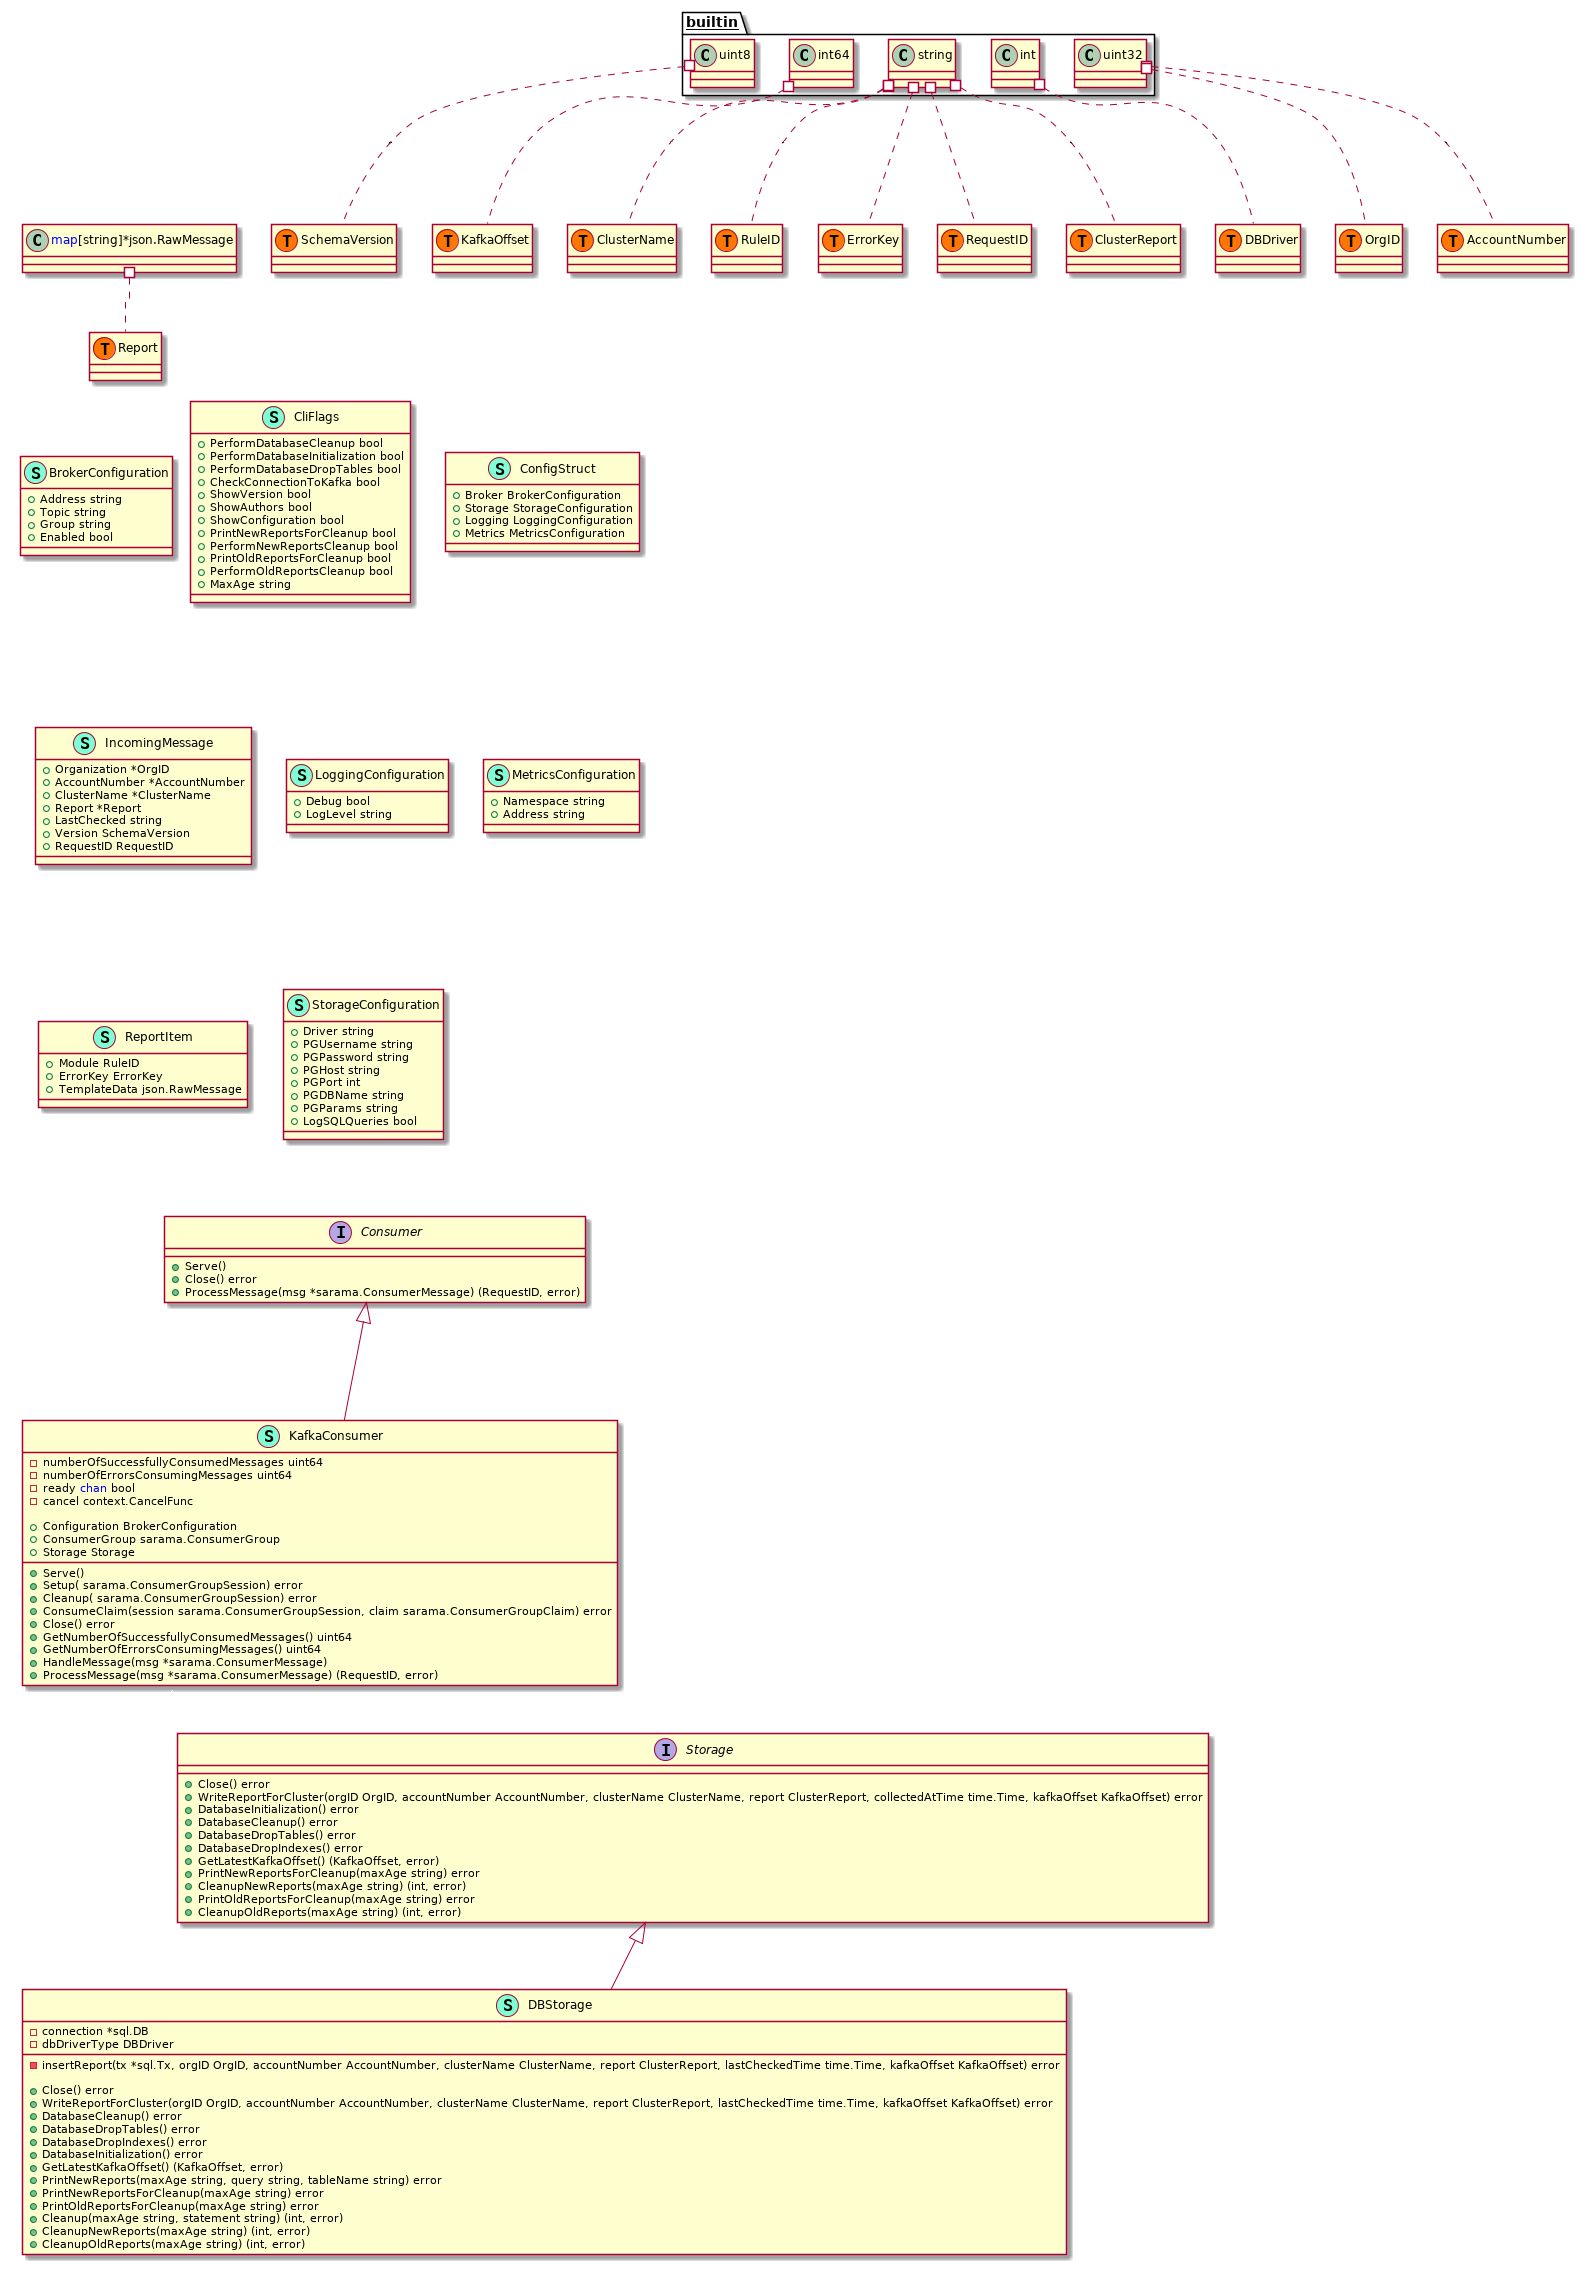 builtin
C uint8
C int64
C string
C int
C uint32
C map[string]*json.RawMessage
T SchemaVersion
T KafkaOffset
T ClusterName
T RuleID
T ErrorKey
T RequestID
T ClusterReport
T DBDriver
T OrgID
T AccountNumber
T Report
S BrokerConfiguration
Address string
Topic string
Group string
Enabled bool
S CliFlags
PerformDatabaseCleanup bool
PerformDatabaseInitialization bool
PerformDatabaseDropTables bool
CheckConnectionToKafka bool
ShowVersion bool
ShowAuthors bool
ShowConfiguration bool
PrintNewReportsForCleanup bool
PerformNewReportsCleanup bool
PrintOldReportsForCleanup bool
PerformOldReportsCleanup bool
MaxAge string
S ConfigStruct
Broker BrokerConfiguration
Storage StorageConfiguration
Logging LoggingConfiguration
Metrics MetricsConfiguration
S IncomingMessage
Organization *OrgID
AccountNumber *AccountNumber
ClusterName *ClusterName
Report *Report
LastChecked string
Version SchemaVersion
RequestID RequestID
S LoggingConfiguration
Debug bool
LogLevel string
S MetricsConfiguration
Namespace string
Address string
S ReportItem
Module RuleID
ErrorKey ErrorKey
TemplateData json.RawMessage
S StorageConfiguration
Driver string
PGUsername string
PGPassword string
PGHost string
PGPort int
PGDBName string
PGParams string
LogSQLQueries bool
I Consumer
Serve()
Close() error
ProcessMessage(msg *sarama.ConsumerMessage) (RequestID, error)
S KafkaConsumer
numberOfSuccessfullyConsumedMessages uint64
numberOfErrorsConsumingMessages uint64
ready chan bool
cancel context.CancelFunc
Configuration BrokerConfiguration
ConsumerGroup sarama.ConsumerGroup
Storage Storage
Serve()
Setup( sarama.ConsumerGroupSession) error
Cleanup( sarama.ConsumerGroupSession) error
ConsumeClaim(session sarama.ConsumerGroupSession, claim sarama.ConsumerGroupClaim) error
Close() error
GetNumberOfSuccessfullyConsumedMessages() uint64
GetNumberOfErrorsConsumingMessages() uint64
HandleMessage(msg *sarama.ConsumerMessage)
ProcessMessage(msg *sarama.ConsumerMessage) (RequestID, error)
I Storage
Close() error
WriteReportForCluster(orgID OrgID, accountNumber AccountNumber, clusterName ClusterName, report ClusterReport, collectedAtTime time.Time, kafkaOffset KafkaOffset) error
DatabaseInitialization() error
DatabaseCleanup() error
DatabaseDropTables() error
DatabaseDropIndexes() error
GetLatestKafkaOffset() (KafkaOffset, error)
PrintNewReportsForCleanup(maxAge string) error
CleanupNewReports(maxAge string) (int, error)
PrintOldReportsForCleanup(maxAge string) error
CleanupOldReports(maxAge string) (int, error)
S DBStorage
connection *sql.DB
dbDriverType DBDriver
insertReport(tx *sql.Tx, orgID OrgID, accountNumber AccountNumber, clusterName ClusterName, report ClusterReport, lastCheckedTime time.Time, kafkaOffset KafkaOffset) error
Close() error
WriteReportForCluster(orgID OrgID, accountNumber AccountNumber, clusterName ClusterName, report ClusterReport, lastCheckedTime time.Time, kafkaOffset KafkaOffset) error
DatabaseCleanup() error
DatabaseDropTables() error
DatabaseDropIndexes() error
DatabaseInitialization() error
GetLatestKafkaOffset() (KafkaOffset, error)
PrintNewReports(maxAge string, query string, tableName string) error
PrintNewReportsForCleanup(maxAge string) error
PrintOldReportsForCleanup(maxAge string) error
Cleanup(maxAge string, statement string) (int, error)
CleanupNewReports(maxAge string) (int, error)
CleanupOldReports(maxAge string) (int, error)